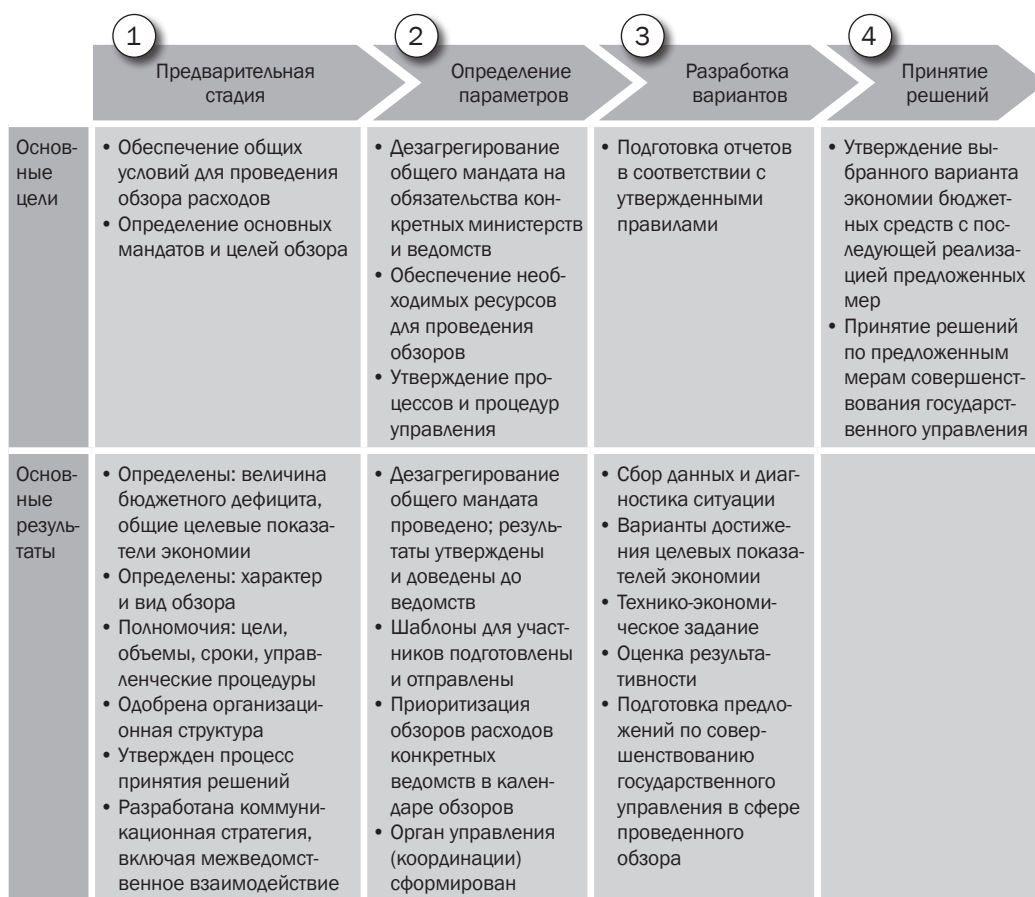 1
2
3
4
Предварительная
стадия
Определение
параметров
Разработка
вариантов
Принятие
решений
Основ-
ные
цели
• Обеспечение общих
условий для проведения
обзора расходов
• Определение основных
мандатов и целей обзора
• Дезагрегирование
общего мандата на
обязательства кон-
кретных министерств
и ведомств
• Обеспечение необ-
ходимых ресурсов
для проведения
обзоров
• Утверждение про-
цессов и процедур
управления
• Подготовка отчетов
в соответствии с
утвержденными
правилами
• Утверждение вы-
бранного варианта
экономии бюджет-
ных средств с пос-
ледующей реализа-
цией предложенных
мер
• Принятие решений
по предложенным
мерам совершенст-
вования государст-
венного управления
Основ-
ные
резуль-
таты
• Определены: величина
бюджетного дефицита,
общие целевые показа-
тели экономии
• Определены: характер
и вид обзора
• Полномочия: цели,
объемы, сроки, управ-
ленческие процедуры
• Одобрена организаци-
онная структура
• Утвержден процесс
принятия решений
• Разработана коммуни-
кационная стратегия,
включая межведомст-
венное взаимодействие
• Дезагрегирование
общего мандата
проведено; резуль-
таты утверждены
и доведены до
ведомств
• Шаблоны для участ-
ников подготовлены
и отправлены
• Приоритизация
обзоров расходов
конкретных
ведомств в кален-
даре обзоров
• Орган управления
(координации)
сформирован
• Сбор данных и диаг-
ностика ситуации
• Варианты достиже-
ния целевых показа-
телей экономии
• Технико-экономи-
ческое задание
• Оценка результа-
тивности
• Подготовка предло-
жений по совер-
шенствованию
государственного
управления в сфере
проведенного
обзора